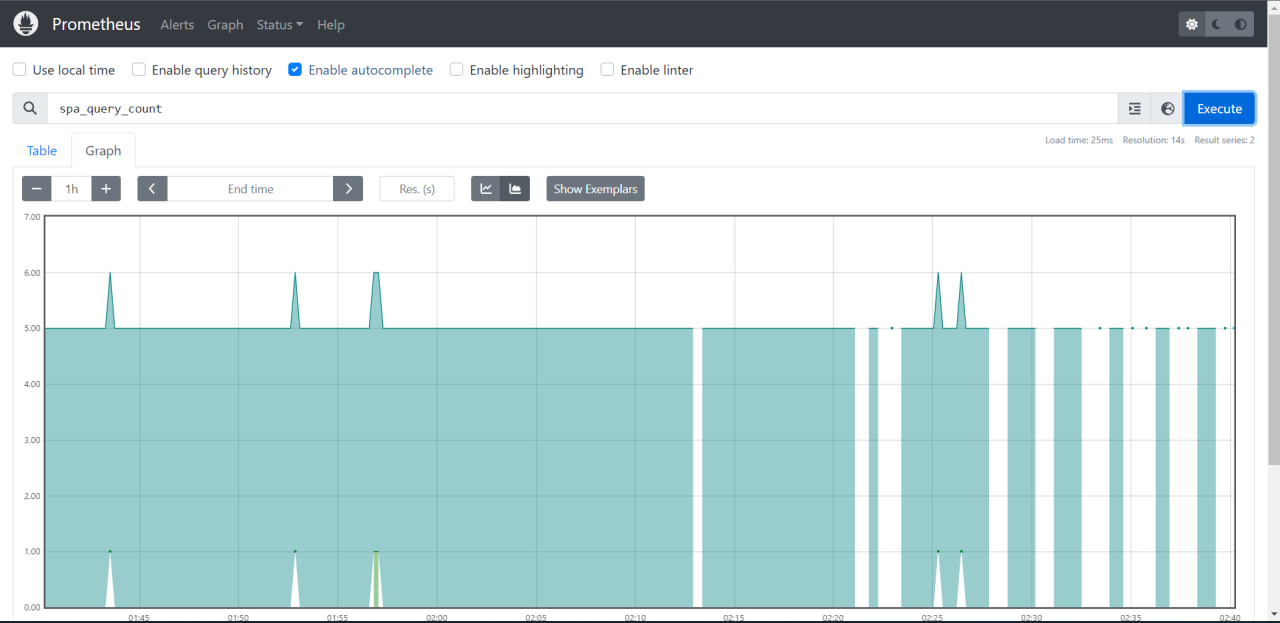 Prometheus Alerts Graph Status Help
Use local time Enable query history Enable autocomplete Enable highlighting Enable linter
spa_query_count Execute
Load time: 25ms Resolution: 14s Result series: 2
Table Graph
1h End time Res. (s) Show Exemplars
7.00
6.00
5.00
4.00
3.00
2.00
1.00
0.00
01:45 01:50 01:55 02:00 02:05 02:10 02:15 02:20 02:25 02:30 02:35 02:40